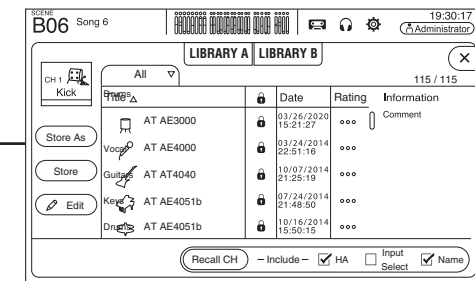 SCENE
B06 Song 6
19:30:17
Administrator
LIBRARY A LIBRARY B
CH 1
Kick
All
115 / 115
Title Drums Date Rating Information
AT AE3000 03/26/2020 15:21:27 Comment
Vocal AT AE4000 03/24/2014 22:51:16
Guitars AT AT4040 10/07/2014 21:25:19
Keys AT AE4051b 07/24/2014 21:48:50
Drums AT AE4051b 10/16/2014 15:50:15
Store As
Store
Edit
Recall CH – Include – HA Input Select Name